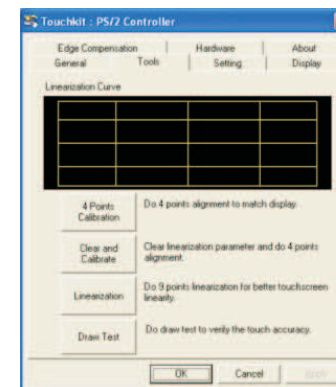 Touchkit : PS/2 Controller
Edge Compensation Hardware About
General Tools Setting Display
Linearization Curve
4 Points
Calibration
Do 4 points alignment to match display.
Clear and
Calibrate
Clear linearization parameter and do 4 points
alignment.
Linearization
Do 9 points linearization for better touchscreen
linearity.
Draw Test
Do draw test to verify the touch accuracy.
OK Cancel Apply